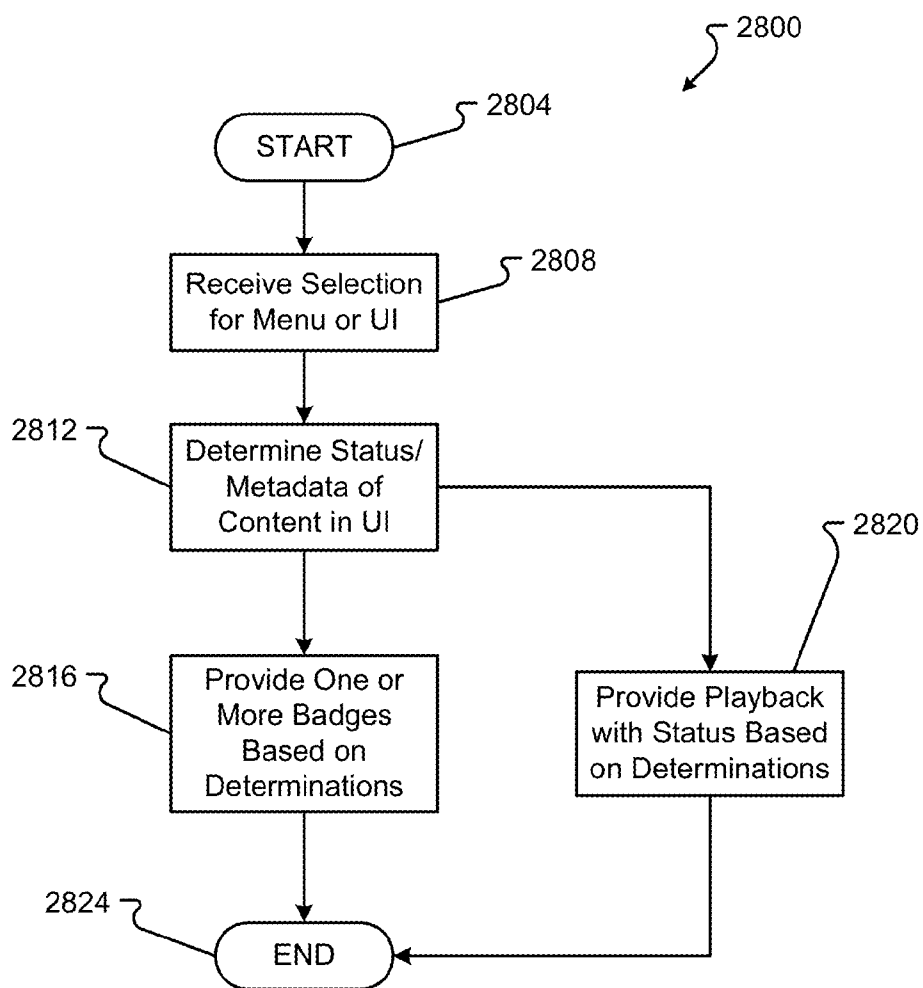 2800
2804
START
2808
Receive Selection
for Menu or UI
2812
Determine Status/
Metadata of
Content in UI
2820
2816
Provide One or
More Badges
Based on
Determinations
Provide Playback
with Status Based
on Determinations
2824
END